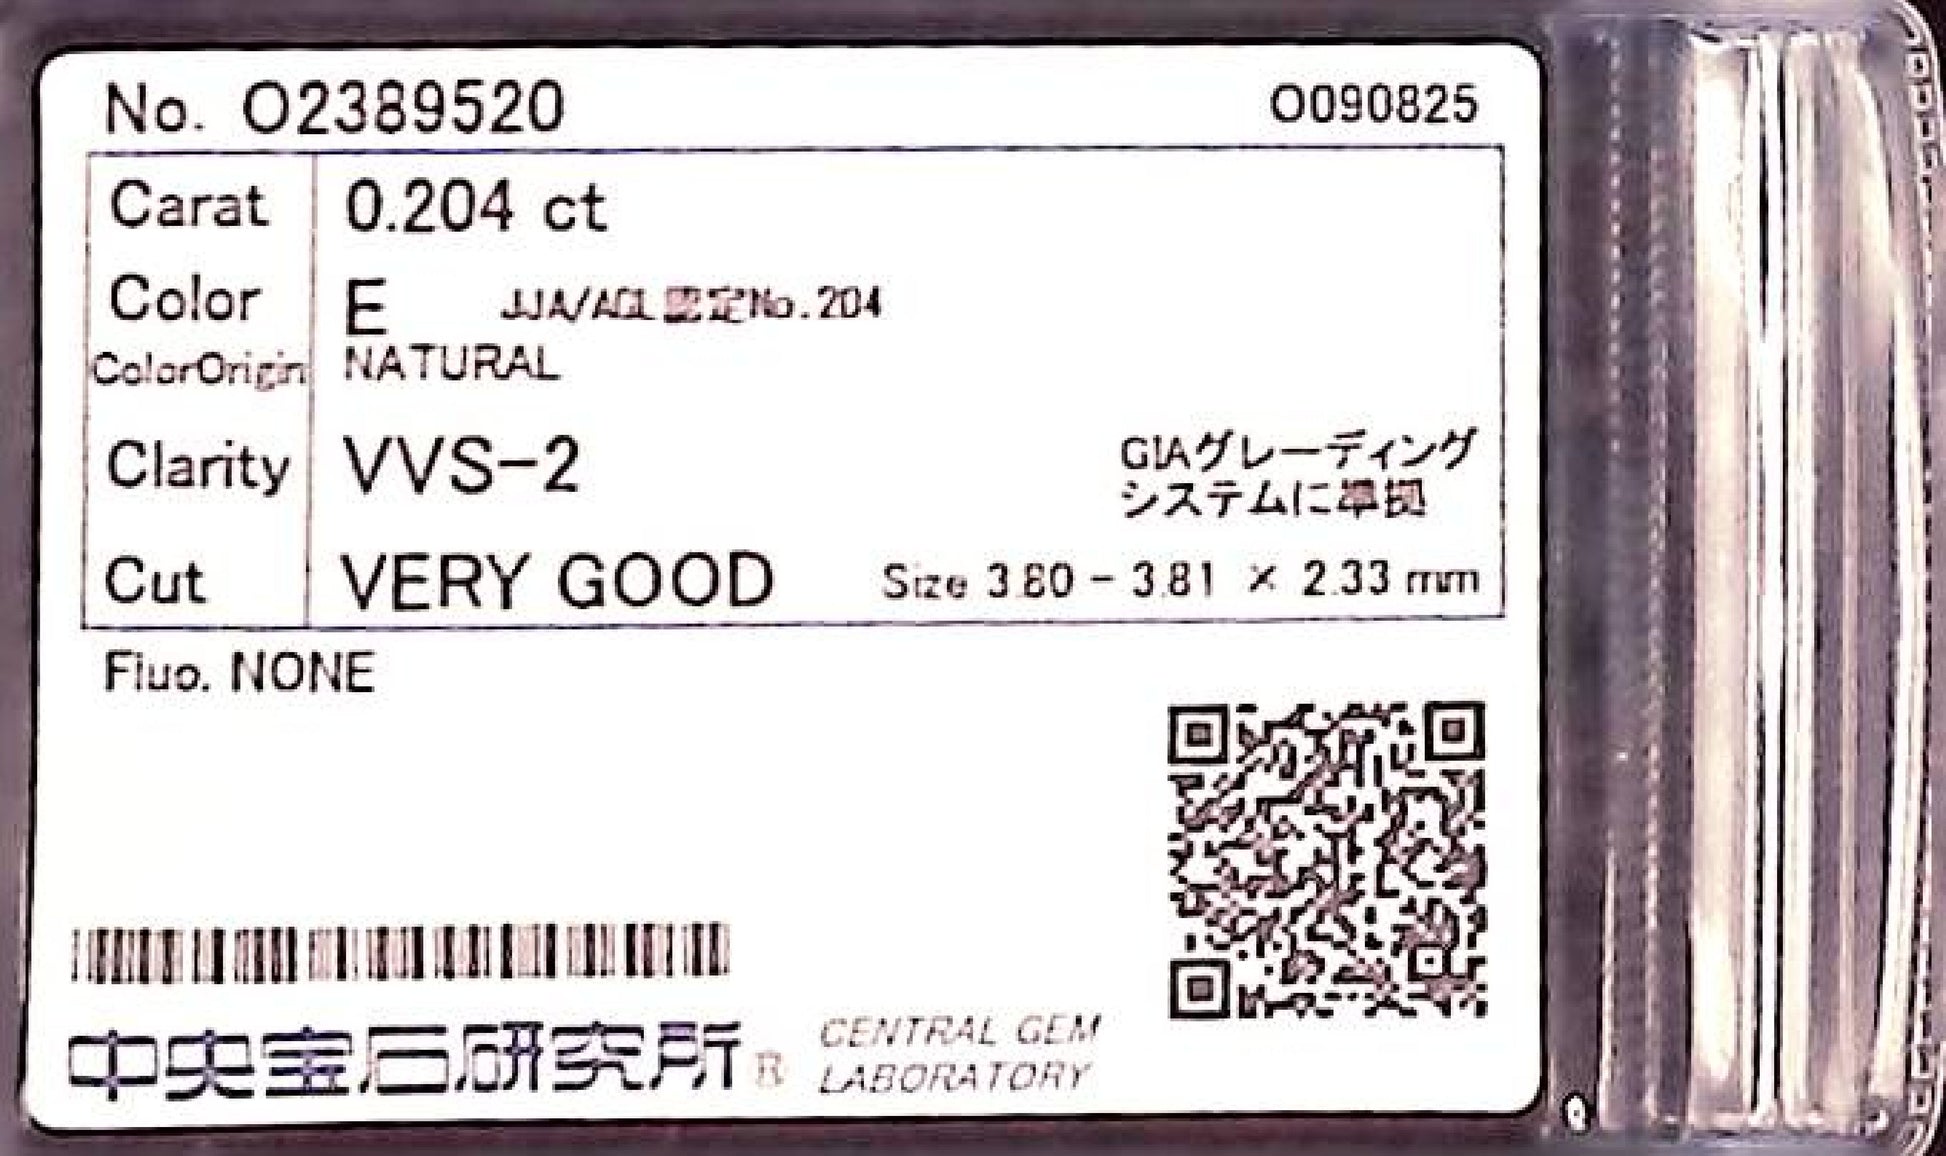 No. O2389520 O090825
Carat 0.204 ct
Color E JJA/AGL認定No.204
ColorOrigin NATURAL
Clarity VVS-2 GIAグレーディング
システムに準拠
Cut VERY GOOD Size 3.80 - 3.81 × 2.33 mm
Fluo. NONE
中央宝石研究所® CENTRAL GEM
LABORATORY